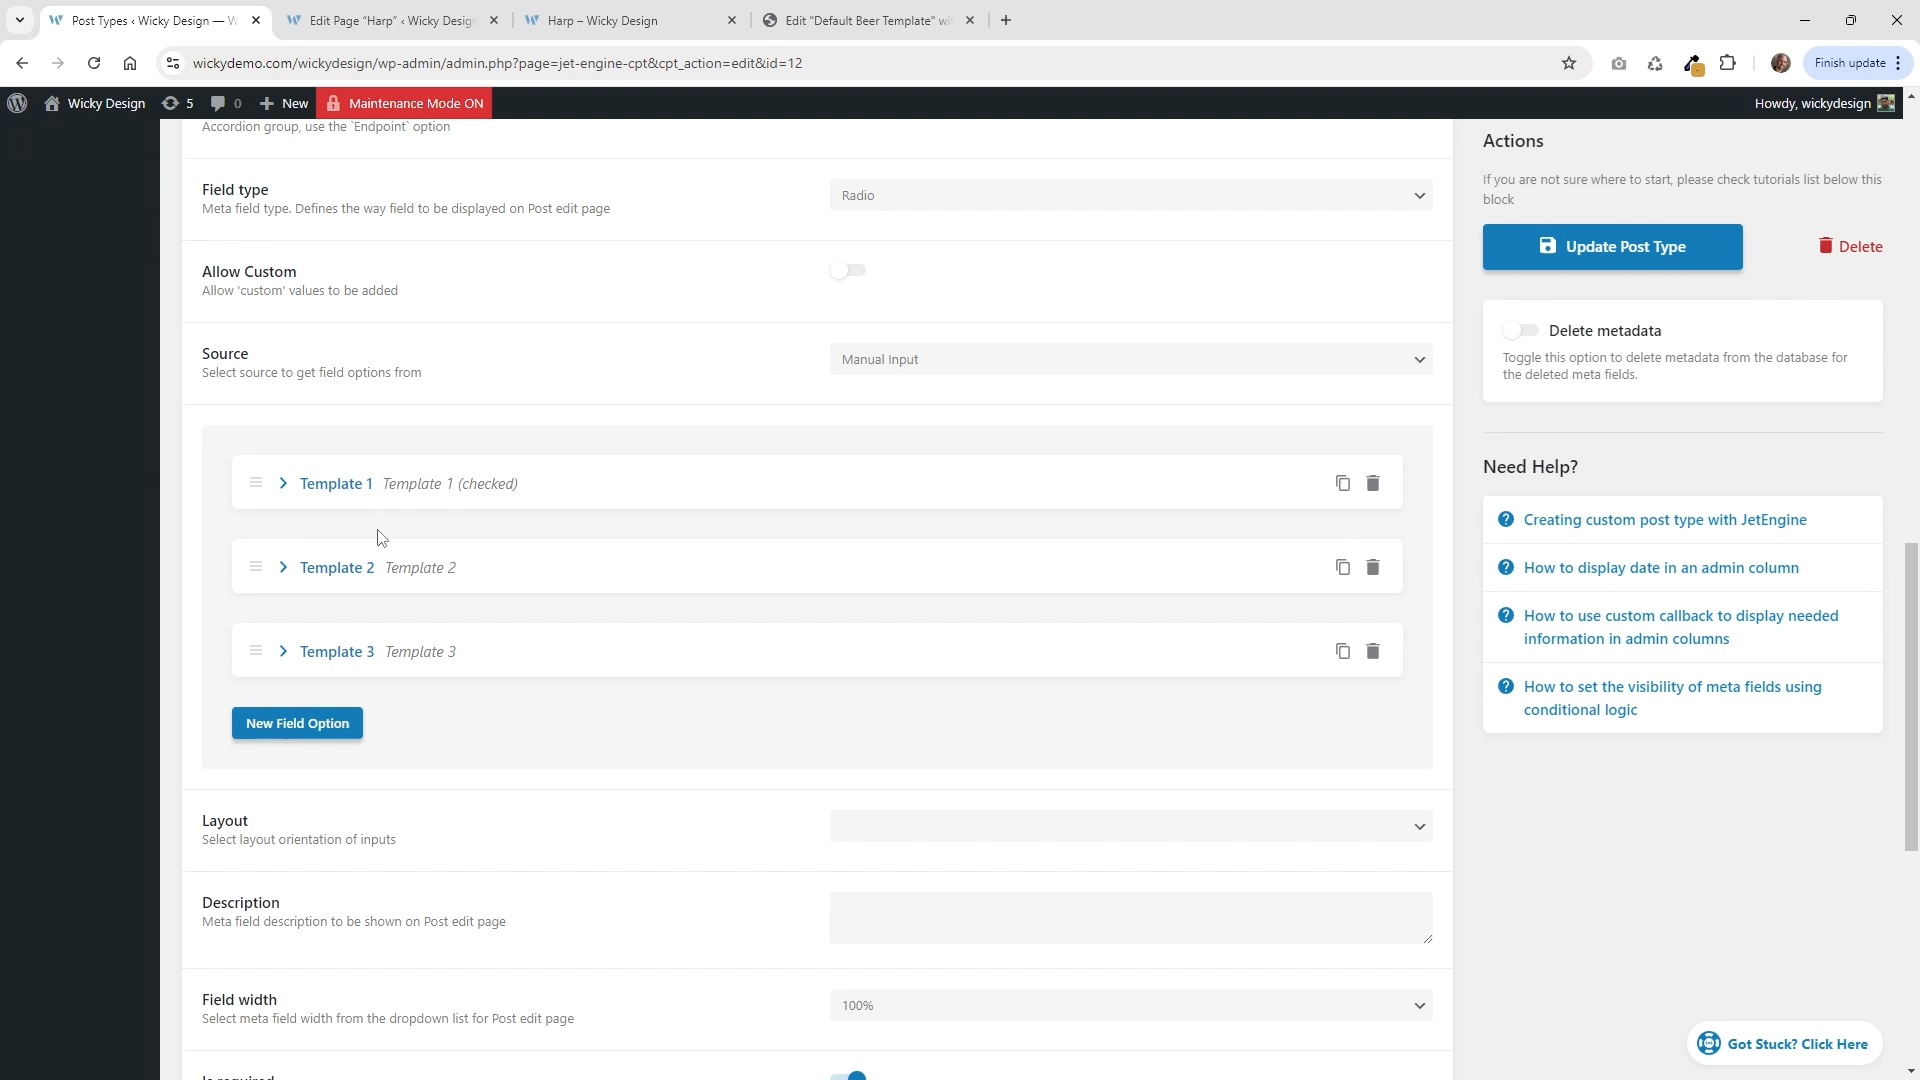 Post Types ‹ Wicky Design — W
Edit Page “Harp” ‹ Wicky Design
Harp – Wicky Design
Edit "Default Beer Template" wi
wickydemo.com/wickydesign/wp-admin/admin.php?page=jet-engine-cpt&cpt_action=edit&id=12
Finish update
Wicky Design
5
0
New
Maintenance Mode ON
Howdy, wickydesign
Accordion group, use the `Endpoint` option
Field type
Meta field type. Defines the way field to be displayed on Post edit page
Radio
Allow Custom
Allow 'custom' values to be added
Source
Select source to get field options from
Manual Input
Template 1 Template 1 (checked)
Template 2 Template 2
Template 3 Template 3
New Field Option
Layout
Select layout orientation of inputs
Description
Meta field description to be shown on Post edit page
Field width
Select meta field width from the dropdown list for Post edit page
100%
Is required
Actions
If you are not sure where to start, please check tutorials list below this
block
Update Post Type
Delete
Delete metadata
Toggle this option to delete metadata from the database for
the deleted meta fields.
Need Help?
Creating custom post type with JetEngine
How to display date in an admin column
How to use custom callback to display needed
information in admin columns
How to set the visibility of meta fields using
conditional logic
Got Stuck? Click Here